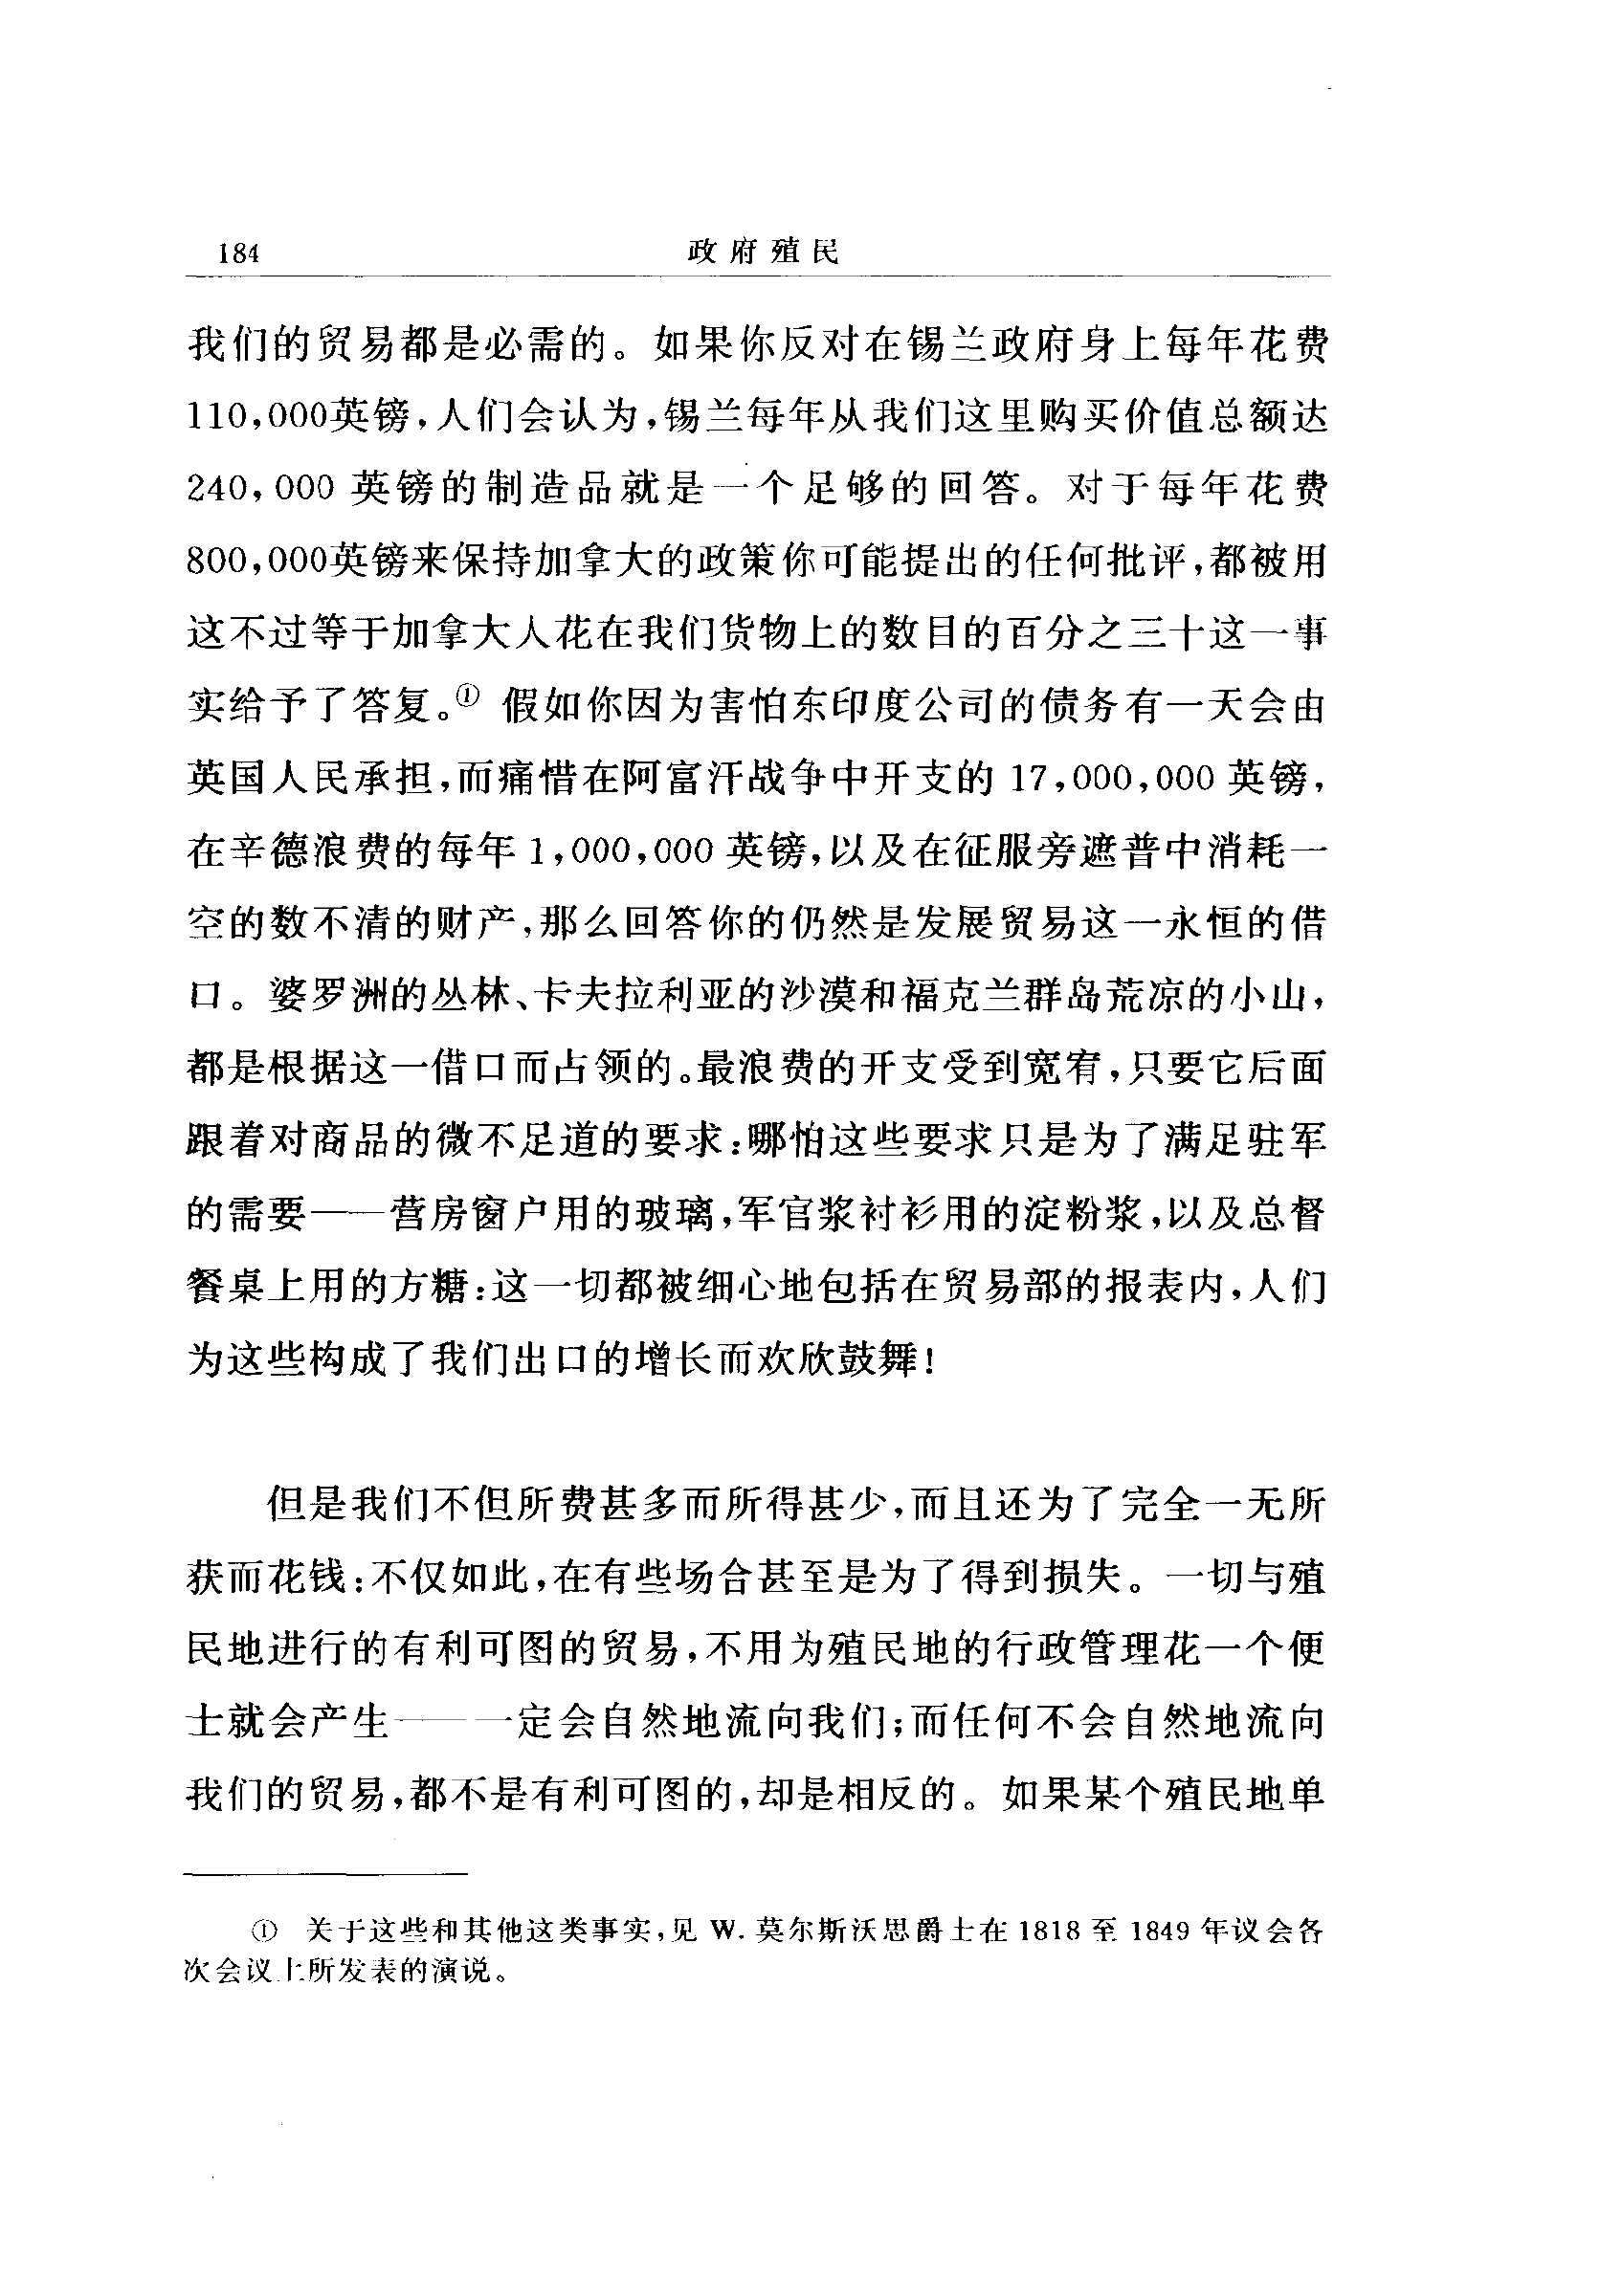 184 政府殖民
我们的贸易都是必需的。如果你反对在锡兰政府身上每年花费
110,000英镑,人们会认为,锡兰每年从我们这里购买价值总额达
240,000 英镑的制造品就是一个足够的回答。对于每年花费
800,000英镑来保持加拿大的政策你可能提出的任何批评,都被用
这不过等于加拿大人花在我们货物上的数目的百分之三十这一事
实给予了答复。① 假如你因为害怕东印度公司的债务有一天会由
英国人民承担,而痛惜在阿富汗战争中开支的 17,000,000 英镑,
在辛德浪费的每年 1,000,000 英镑,以及在征服旁遮普中消耗一
空的数不清的财产,那么回答你的仍然是发展贸易这一永恒的借
口。婆罗洲的丛林、卡夫拉利亚的沙漠和福克兰群岛荒凉的小山,
都是根据这一借口而占领的。最浪费的开支受到宽宥,只要它后面
跟着对商品的微不足道的要求:哪怕这些要求只是为了满足驻军
的需要——营房窗户用的玻璃,军官浆衬衫用的淀粉浆,以及总督
餐桌上用的方糖:这一切都被细心地包括在贸易部的报表内,人们
为这些构成了我们出口的增长而欢欣鼓舞!
但是我们不但所费甚多而所得甚少,而且还为了完全一无所
获而花钱:不仅如此,在有些场合甚至是为了得到损失。一切与殖
民地进行的有利可图的贸易,不用为殖民地的行政管理花一个便
士就会产生——一定会自然地流向我们;而任何不会自然地流向
我们的贸易,都不是有利可图的,却是相反的。如果某个殖民地单
① 关于这些和其他这类事实,见 W. 莫尔斯沃思爵士在 1818 至 1849 年议会各
次会议上所发表的演说。